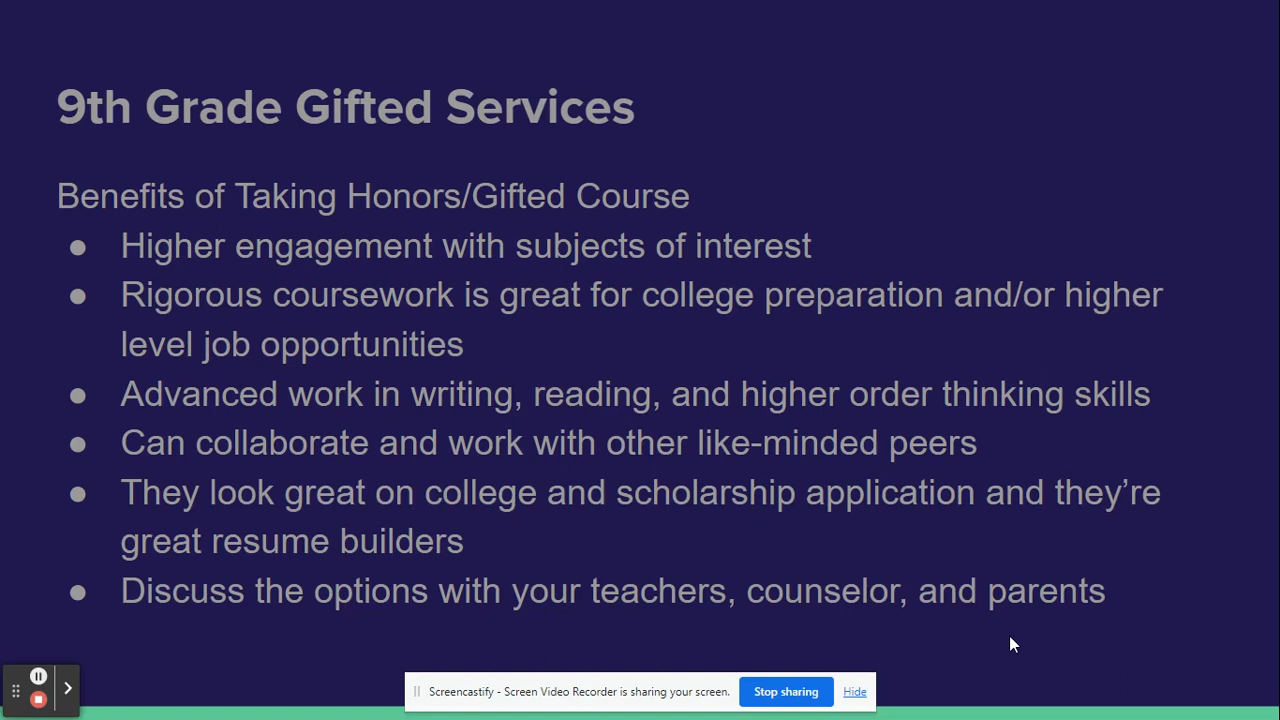 9th Grade Gifted Services
Benefits of Taking Honors/Gifted Course
● Higher engagement with subjects of interest
● Rigorous coursework is great for college preparation and/or higher
level job opportunities
● Advanced work in writing, reading, and higher order thinking skills
● Can collaborate and work with other like-minded peers
● They look great on college and scholarship application and they’re
great resume builders
● Discuss the options with your teachers, counselor, and parents
Screencastify - Screen Video Recorder is sharing your screen. Stop sharing Hide